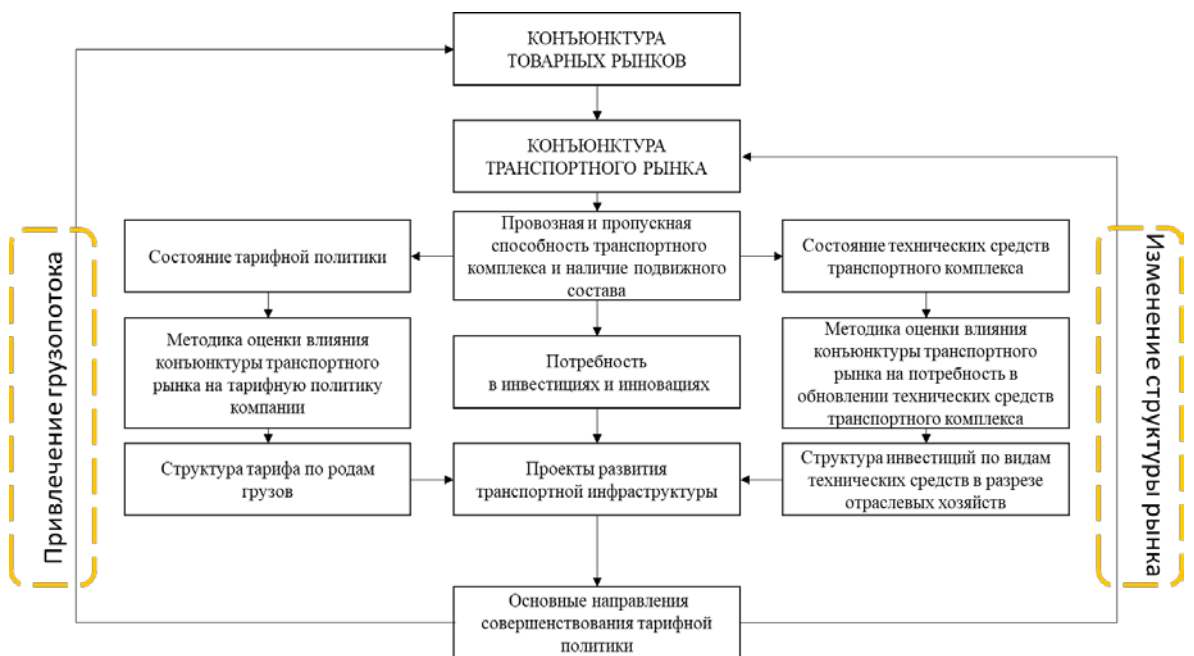 КОНЪЮНКТУРА
ТОВАРНЫХ РЫНКОВ
КОНЪЮНКТУРА
ТРАНСПОРТНОГО РЫНКА
Состояние тарифной политики
Провозная и пропускная
способность транспортного
комплекса и наличие подвижного
состава
Состояние технических средств
транспортного комплекса
Методика оценки влияния
конъюнктуры транспортного
рынка на тарифную политику
компании
Потребность
в инвестициях и инновациях
Методика оценки влияния
конъюнктуры транспортного
рынка на потребность в
обновлении технических средств
транспортного комплекса
Структура тарифа по родам
грузов
Проекты развития
транспортной инфраструктуры
Структура инвестиций по видам
технических средств в разрезе
отраслевых хозяйств
Основные направления
совершенствования тарифной
политики
Привлечение грузопотока
Изменение структуры рынка